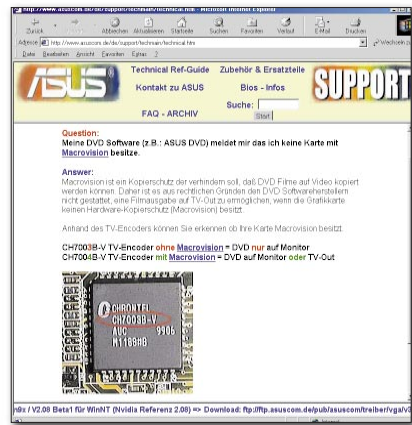 http://www.asuscom.de/de/support/techmain/technical.htm - Microsoft Internet Explorer
Zurück Abbrechen Aktualisieren Startseite Suchen Favoriten Verlauf E-Mail Drucken
Adresse http://www.asuscom.de/de/support/techmain/technical.htm Wechseln zu
Datei Bearbeiten Ansicht Favoriten Extras ?
ASUS
Technical Ref-Guide Zubehör & Ersatzteile
Kontakt zu ASUS Bios - Infos
FAQ - ARCHIV
Suche:
Start
SUPPORT
Question:
Meine DVD Software (z.B.: ASUS DVD) meldet mir das ich keine Karte mit
Macrovision besitze.
Answer:
Macrovision ist ein Kopierschutz der verhindern soll, daß DVD Filme auf Video kopiert
werden können. Daher ist es aus rechtlichen Gründen den DVD Softwareherstellern
nicht gestattet, eine Filmausgabe auf TV-Out zu ermöglichen, wenn die Grafikkarte
keinen Hardware-Kopierschutz (Macrovision) besitzt.
Anhand des TV-Encoders können Sie erkennen ob Ihre Karte Macrovision besitzt.
CH7003B-V TV-Encoder ohne Macrovision = DVD nur auf Monitor
CH7004B-V TV-Encoder mit Macrovision = DVD auf Monitor oder TV-Out
CHRONTEL
CH7003B-V
AUC 9906
M1188MB
n9x / V2.08 Beta1 für WinNT (Nvidia Referenz 2.08) => Download: ftp://ftp.asuscom.de/pub/asuscom/treiber/vga/v